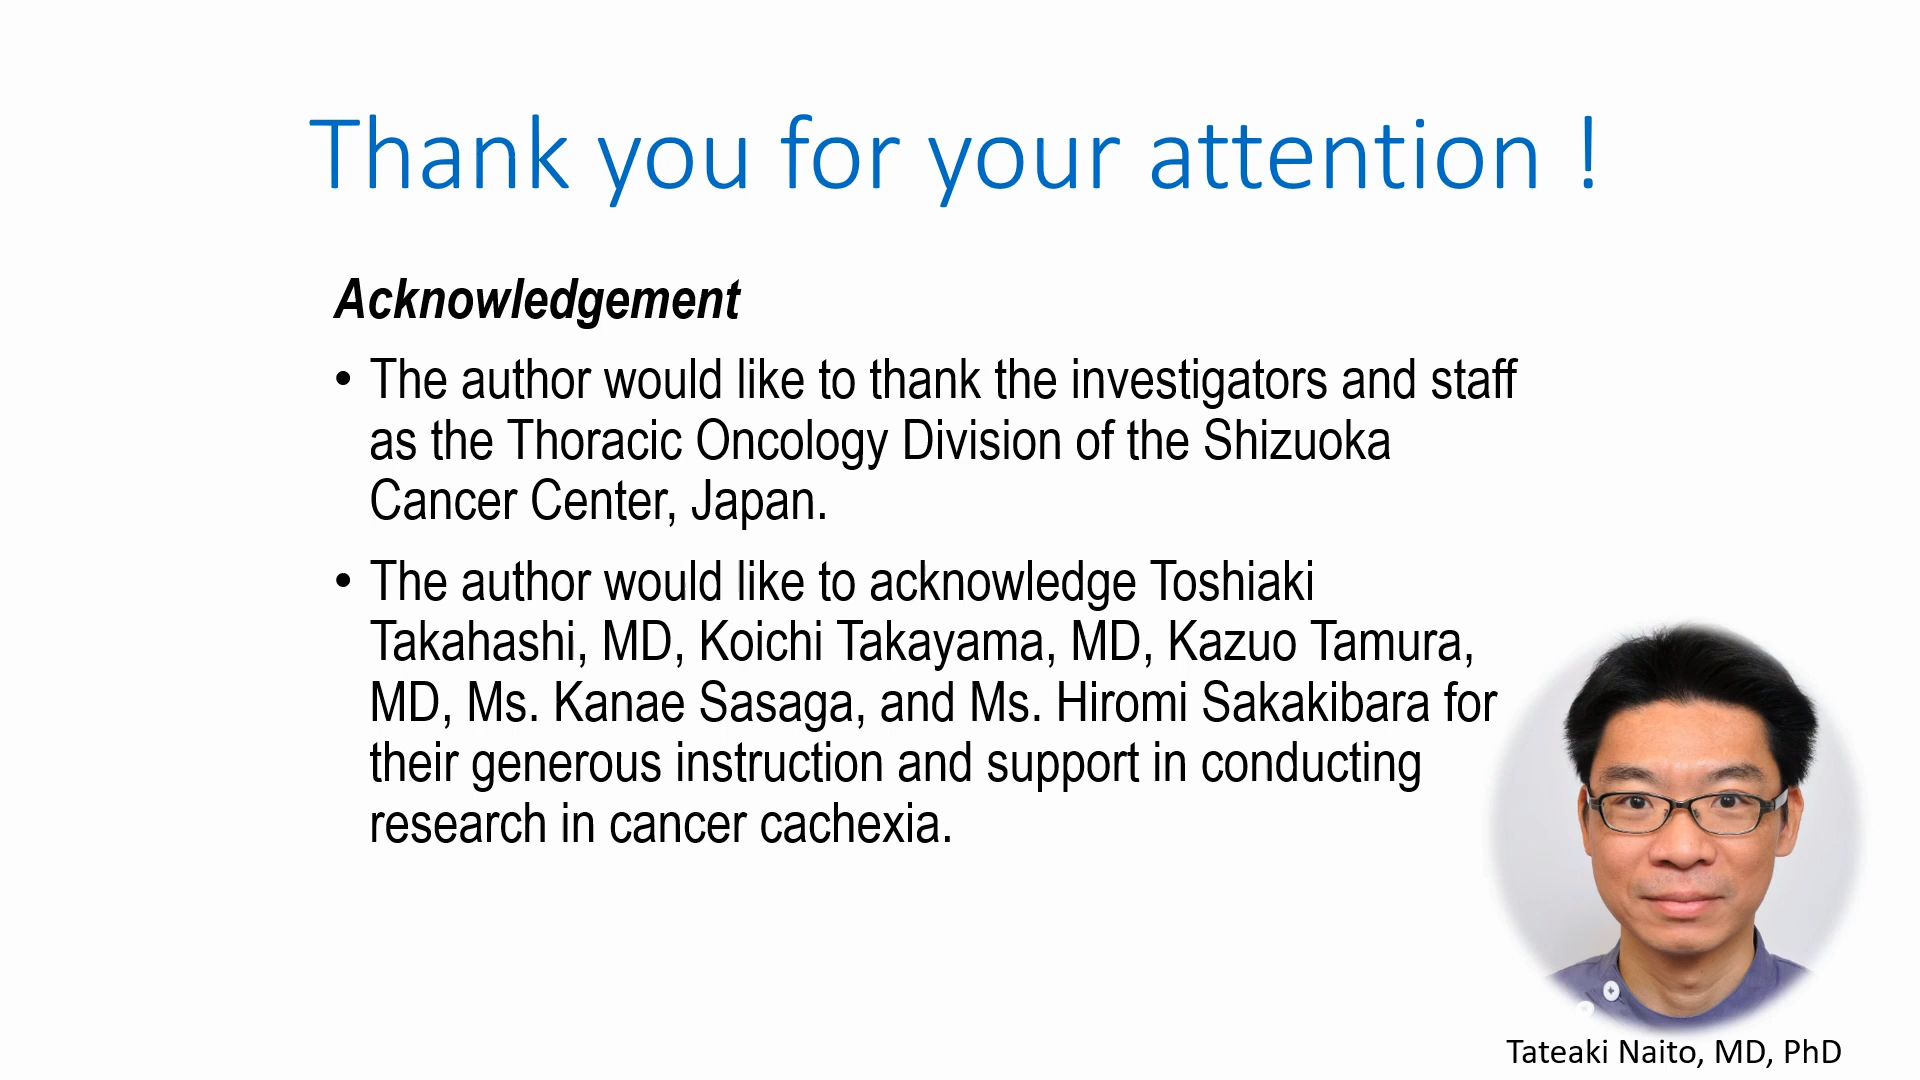 Thank you for your attention !
Acknowledgement
• The author would like to thank the investigators and staff
as the Thoracic Oncology Division of the Shizuoka
Cancer Center, Japan.
• The author would like to acknowledge Toshiaki
Takahashi, MD, Koichi Takayama, MD, Kazuo Tamura,
MD, Ms. Kanae Sasaga, and Ms. Hiromi Sakakibara for
their generous instruction and support in conducting
research in cancer cachexia.
Tateaki Naito, MD, PhD